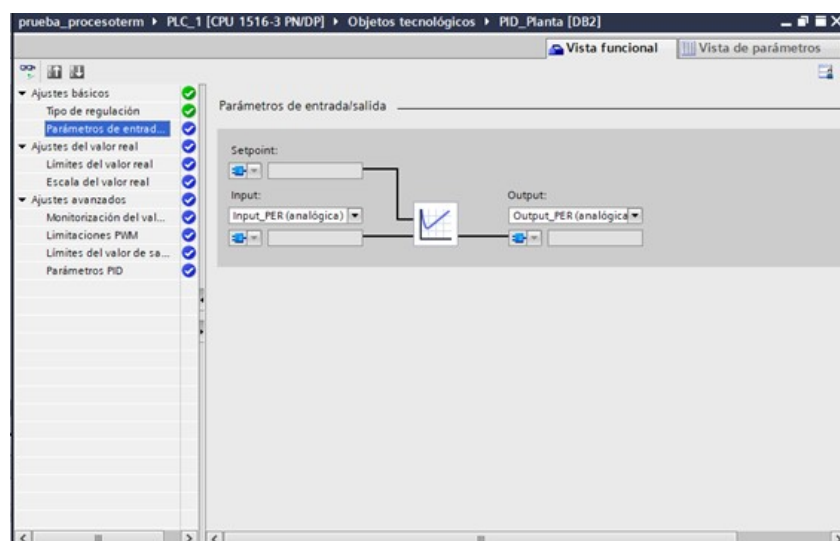 prueba_procesoterm ▸ PLC_1 [CPU 1516-3 PN/DP] ▸ Objetos tecnológicos ▸ PID_Planta [DB2]
Vista funcional
Vista de parámetros
Ajustes básicos
Tipo de regulación
Parámetros de entrad...
Ajustes del valor real
Límites del valor real
Escala del valor real
Ajustes avanzados
Monitorización del val...
Limitaciones PWM
Límites del valor de sa...
Parámetros PID
Parámetros de entrada/salida
Setpoint:
Input:
Output:
Input_PER (analógica)
Output_PER (analógica